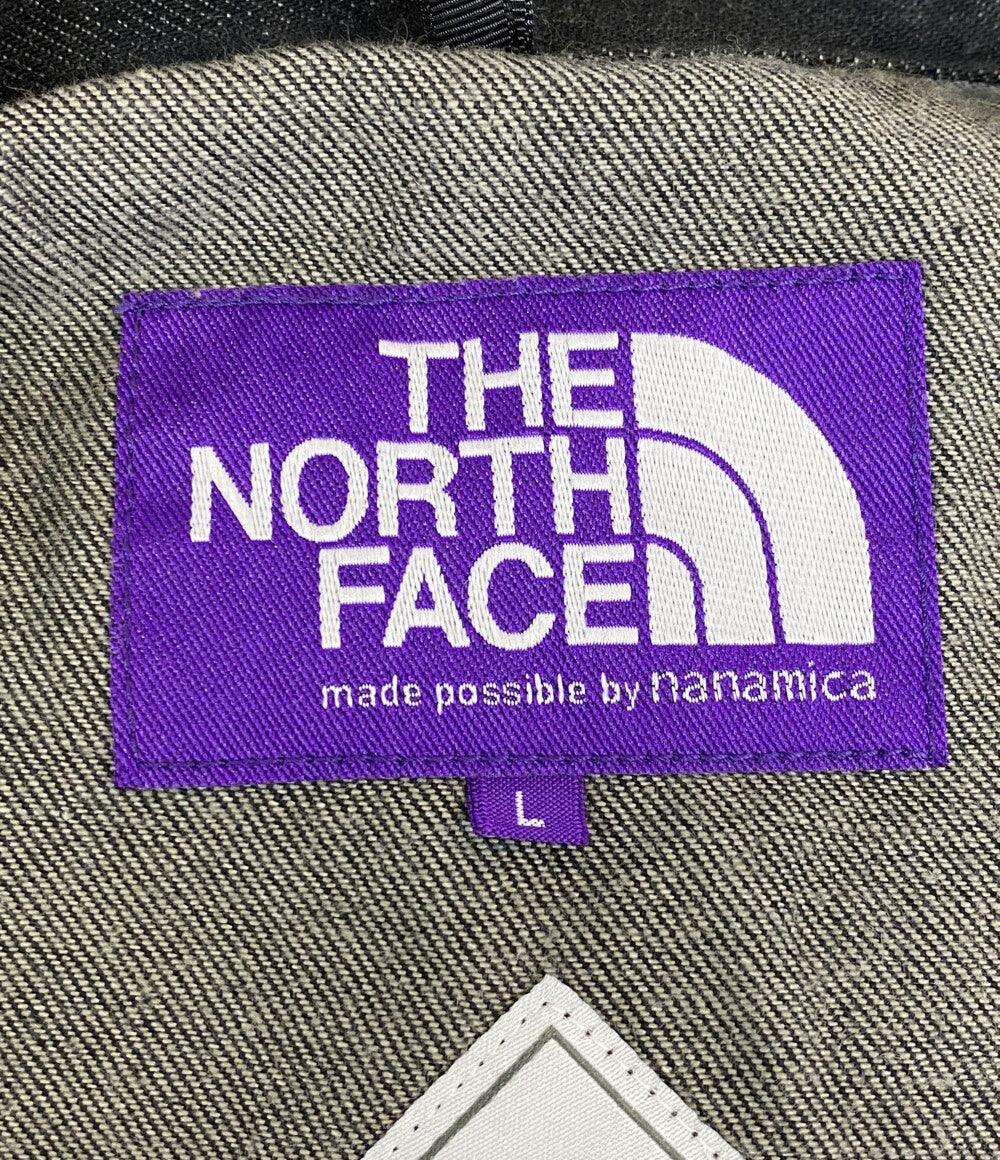 THE
NORTH
FACE
made possible by nanamica
L